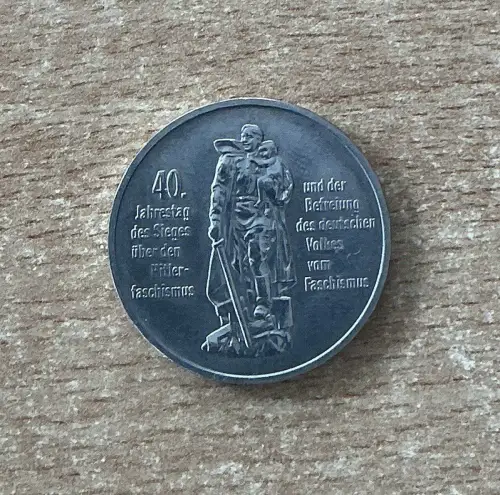 40.
Jahrestag
des Sieges
über den
Hitler-
faschismus
und der
Befreiung
des deutschen
Volkes
vom
Faschismus